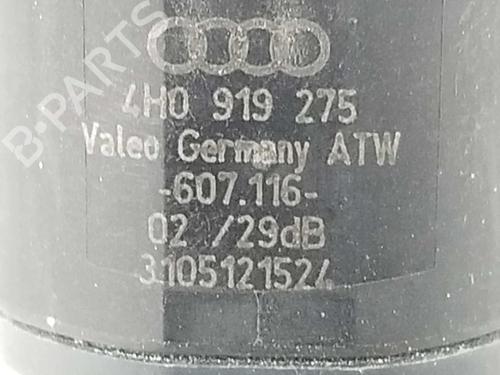 B-PARTS
4H0 919 275
Valeo Germany ATW
-607.116-
02 /29dB
3105121524